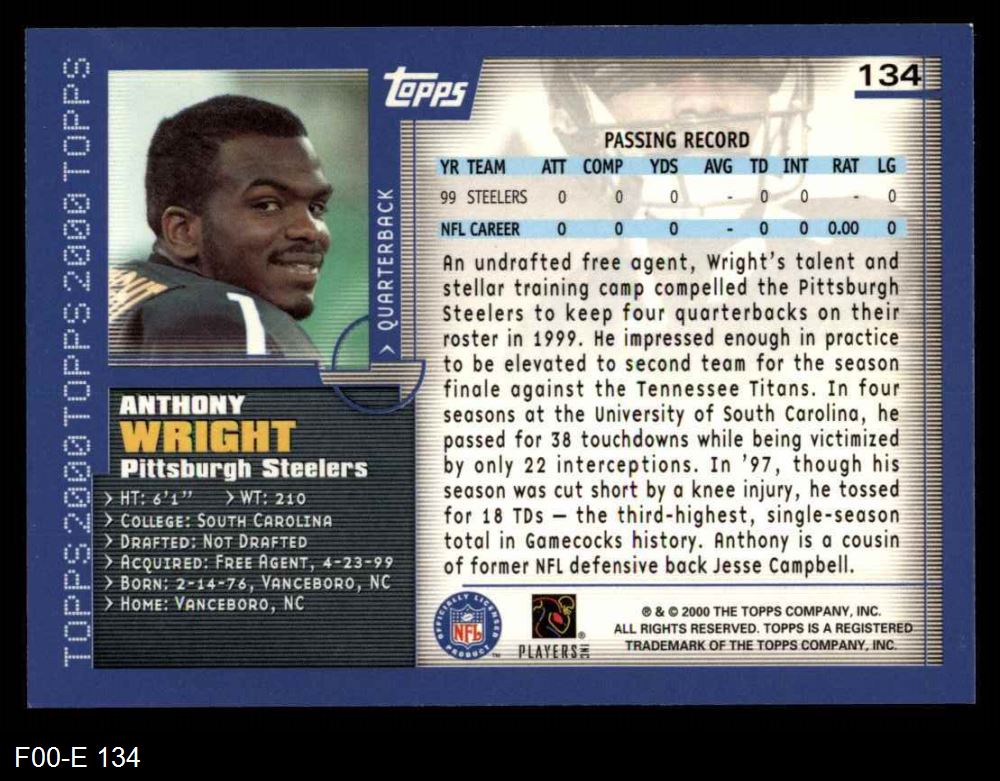 TOPPS 2000 TOPPS 2000 TOPPS 2000 TOPPS
TOPPS
134
> QUARTERBACK
1
ANTHONY
WRIGHT
Pittsburgh Steelers
> HT: 6'1" > WT: 210
> COLLEGE: SOUTH CAROLINA
> DRAFTED: NOT DRAFTED
> ACQUIRED: FREE AGENT, 4-23-99
> BORN: 2-14-76, VANCEBORO, NC
> HOME: VANCEBORO, NC
PASSING RECORD
YR TEAM ATT COMP YDS AVG TD INT RAT LG
99 STEELERS 0 0 0 - 0 0 - 0
NFL CAREER 0 0 0 - 0 0 0.00 0
An undrafted free agent, Wright's talent and
stellar training camp compelled the Pittsburgh
Steelers to keep four quarterbacks on their
roster in 1999. He impressed enough in practice
to be elevated to second team for the season
finale against the Tennessee Titans. In four
seasons at the University of South Carolina, he
passed for 38 touchdowns while being victimized
by only 22 interceptions. In '97, though his
season was cut short by a knee injury, he tossed
for 18 TDs — the third-highest, single-season
total in Gamecocks history. Anthony is a cousin
of former NFL defensive back Jesse Campbell.
OFFICIALLY LICENSED
NFL
PRODUCT ™
PLAYERS INC ®
® & © 2000 THE TOPPS COMPANY, INC.
ALL RIGHTS RESERVED. TOPPS IS A REGISTERED
TRADEMARK OF THE TOPPS COMPANY, INC.
F00-E 134